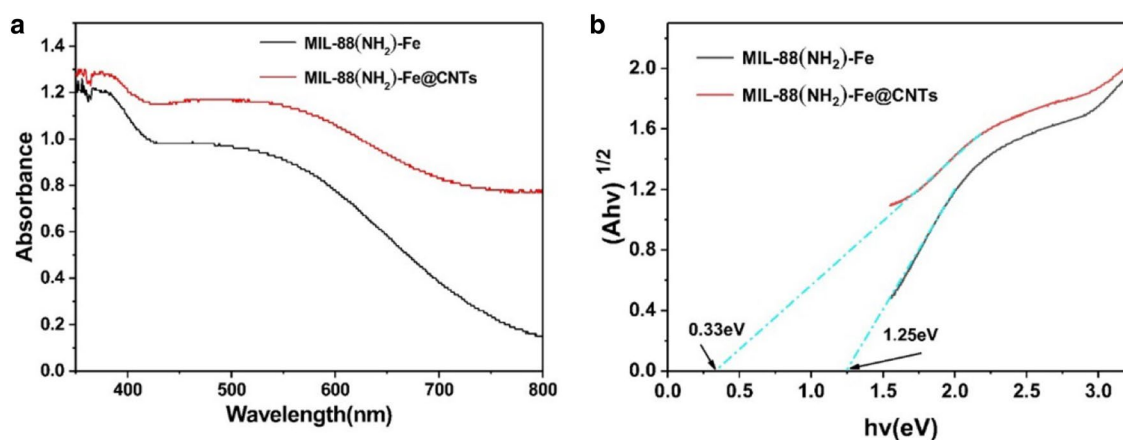 a
MIL-88(NH₂)-Fe
MIL-88(NH₂)-Fe@CNTs
Absorbance
1.4
1.2
1.0
0.8
0.6
0.4
0.2
0.0
400 500 600 700 800
Wavelength(nm)
b
MIL-88(NH₂)-Fe
MIL-88(NH₂)-Fe@CNTs
(Ahv) 1/2
2.0
1.6
1.2
0.8
0.4
0.0
0.33eV
1.25eV
0.0 0.5 1.0 1.5 2.0 2.5 3.0
hv(eV)